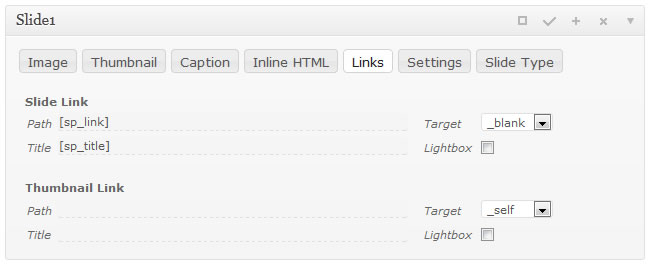 Slide1
Image Thumbnail Caption Inline HTML Links Settings Slide Type
Slide Link
Path [sp_link] Target _blank
Title [sp_title] Lightbox
Thumbnail Link
Path Target _self
Title Lightbox